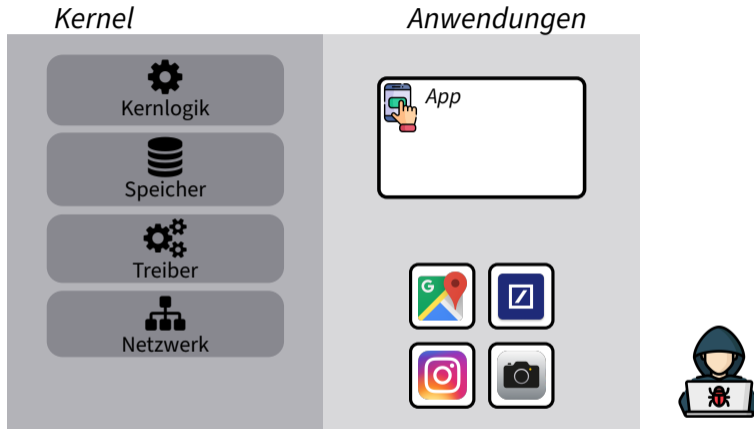 Kernel
Anwendungen
Kernlogik
Speicher
Treiber
Netzwerk
App
G